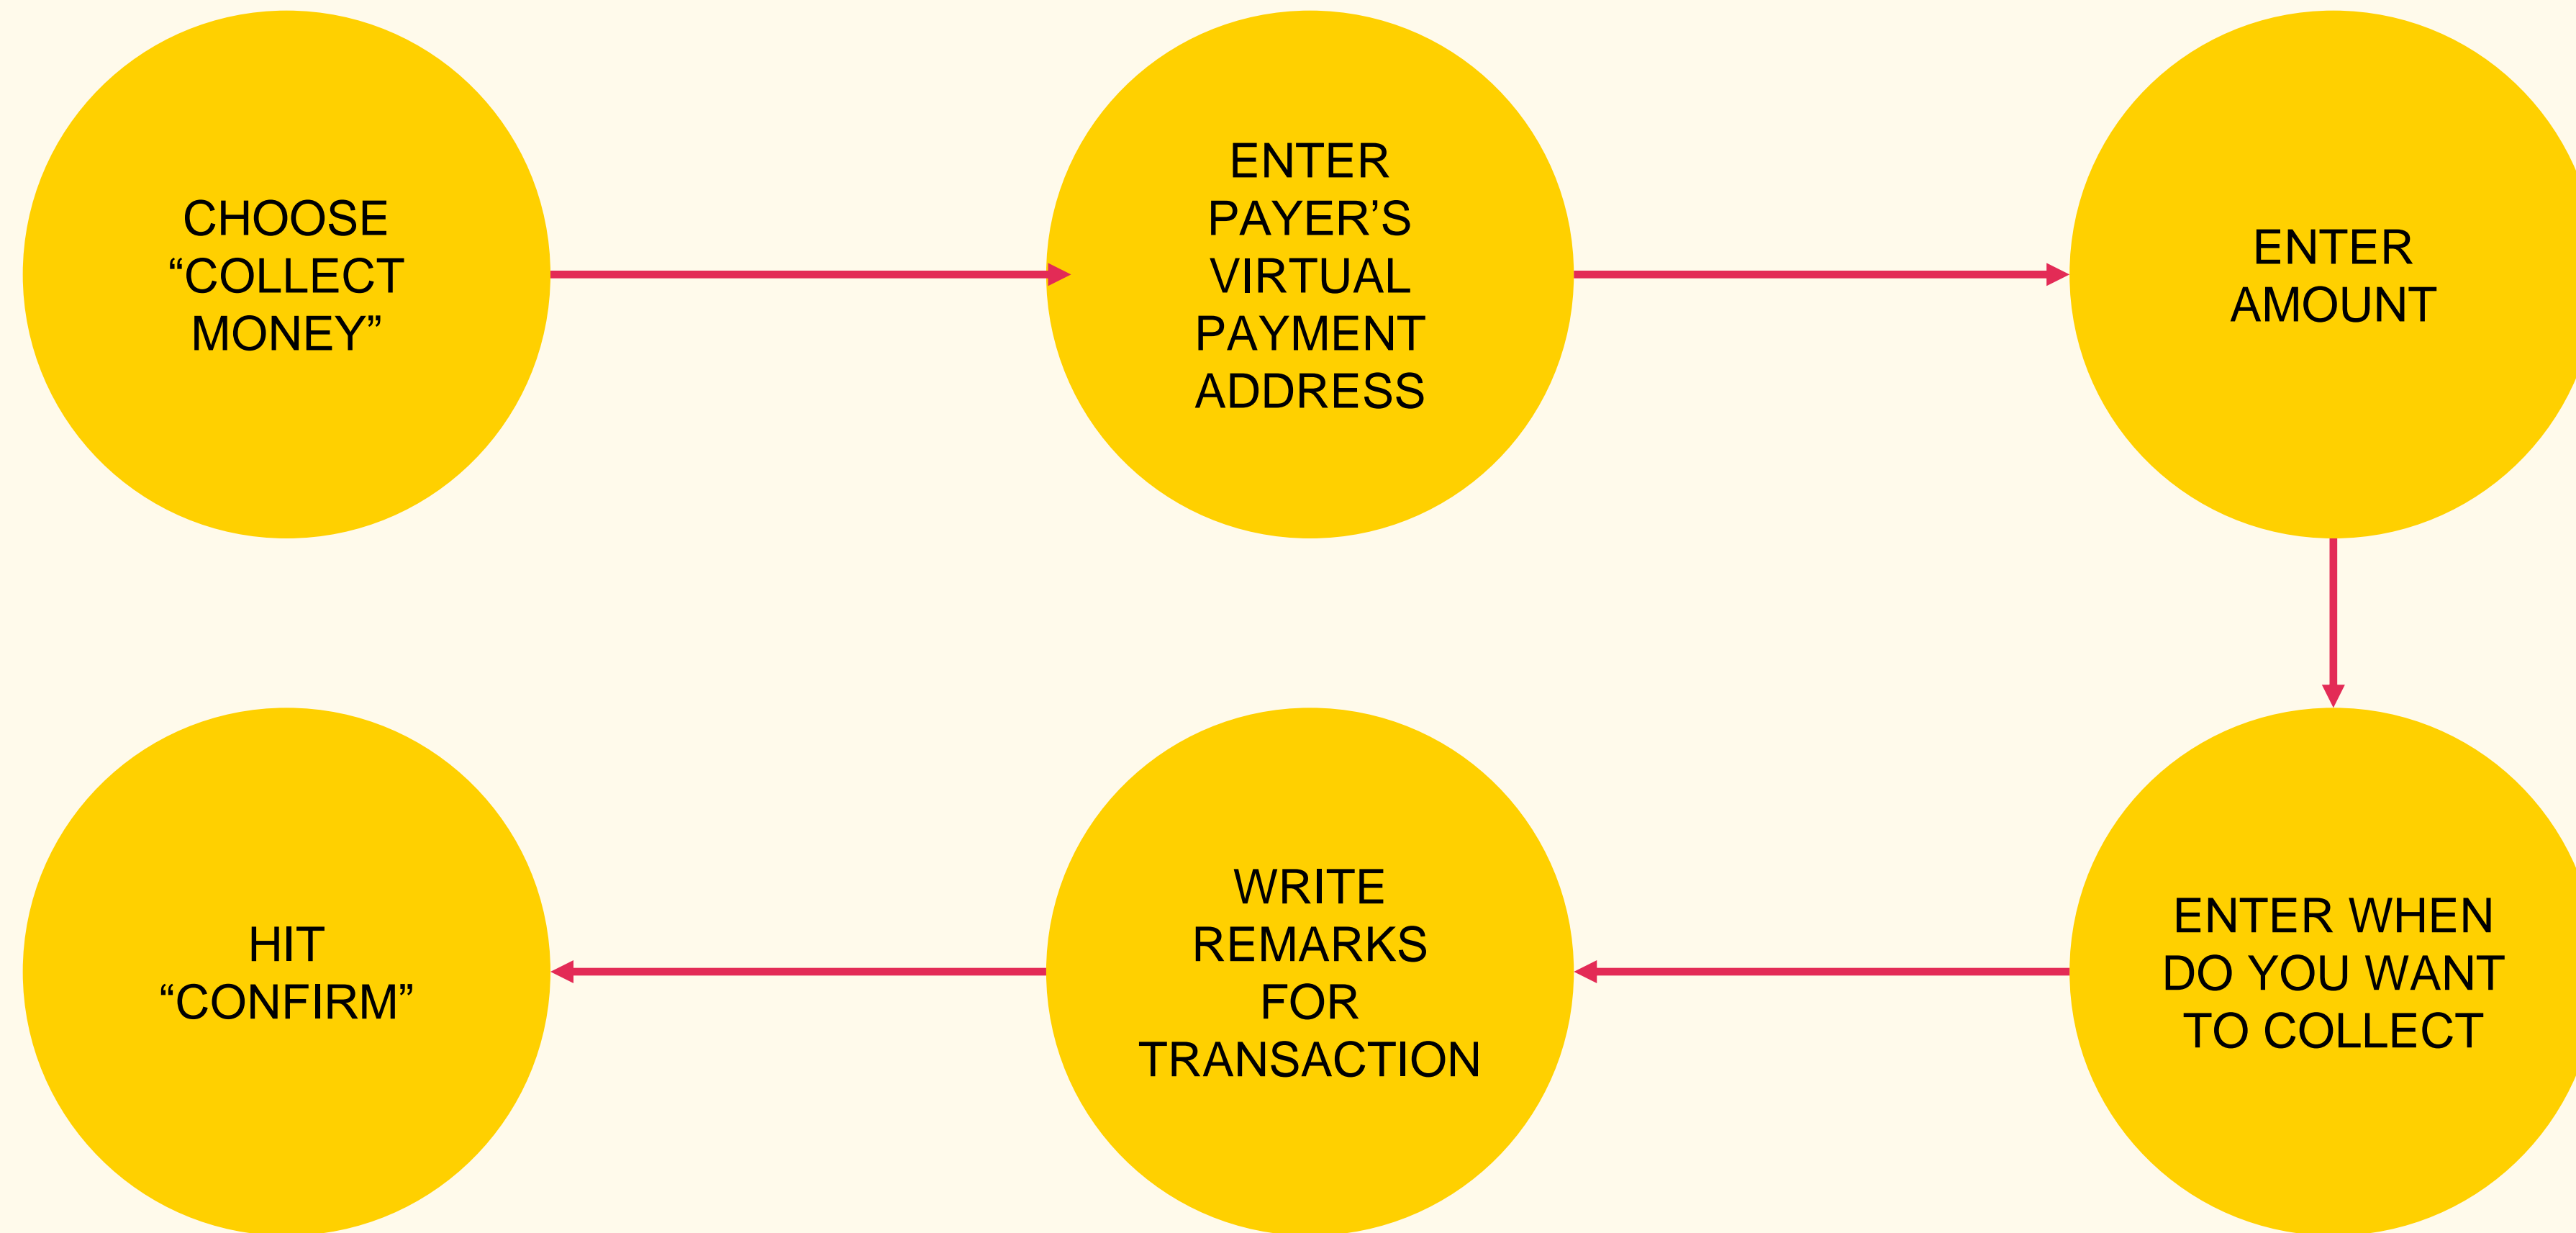 CHOOSE
“COLLECT
MONEY”
ENTER
PAYER’S
VIRTUAL
PAYMENT
ADDRESS
ENTER
AMOUNT
ENTER WHEN
DO YOU WANT
TO COLLECT
WRITE
REMARKS
FOR
TRANSACTION
HIT
“CONFIRM”